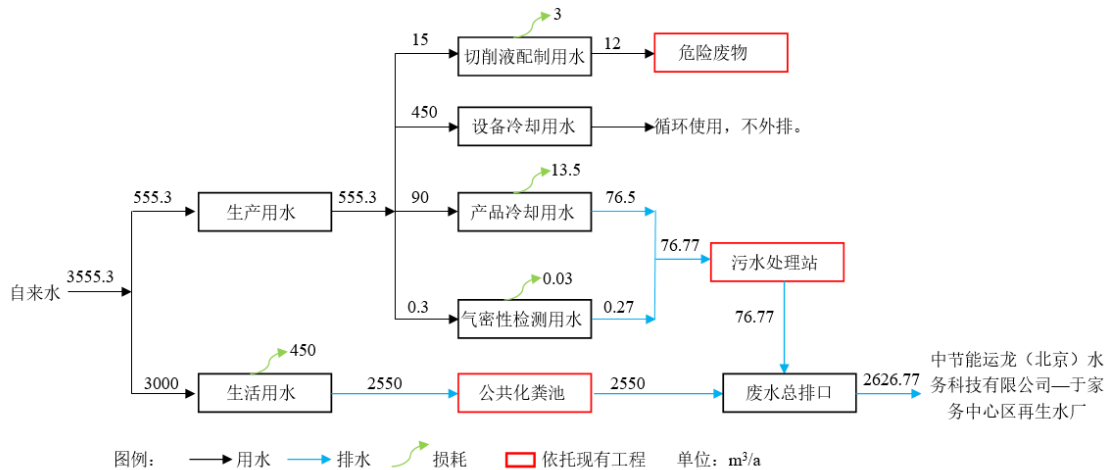 3
15
切削液配制用水
12
危险废物
450
设备冷却用水
循环使用，不外排。
13.5
555.3
生产用水
555.3
90
产品冷却用水
76.5
76.77
污水处理站
自来水
3555.3
0.03
0.3
气密性检测用水
0.27
76.77
450
3000
生活用水
2550
公共化粪池
2550
废水总排口
2626.77
中节能运龙（北京）水
务科技有限公司—于家
务中心区再生水厂
图例： 用水 排水 损耗 依托现有工程 单位：m³/a